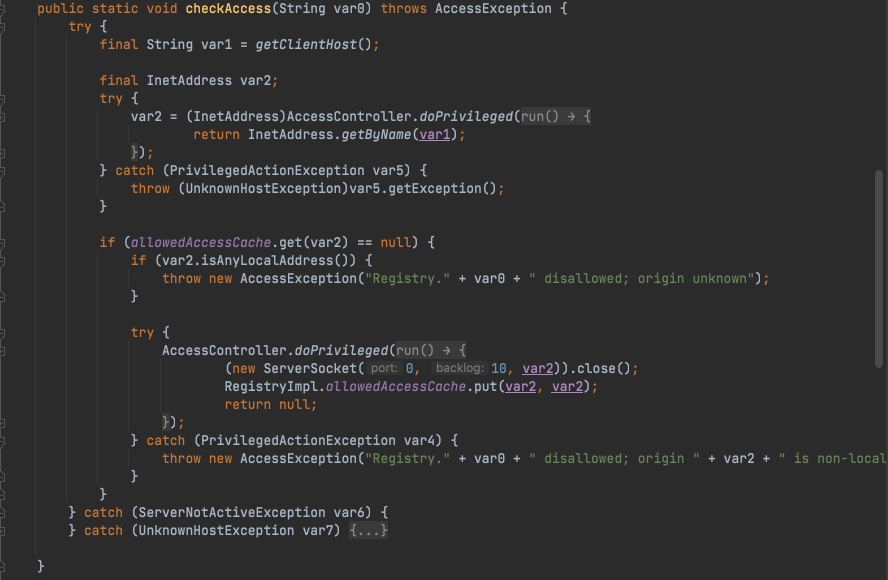 public static void checkAccess(String var0) throws AccessException {
try {
final String var1 = getClientHost();
final InetAddress var2;
try {
var2 = (InetAddress)AccessController.doPrivileged(run() → {
return InetAddress.getByName(var1);
});
} catch (PrivilegedActionException var5) {
throw (UnknownHostException)var5.getException();
}
if (allowedAccessCache.get(var2) == null) {
if (var2.isAnyLocalAddress()) {
throw new AccessException("Registry." + var0 + " disallowed; origin unknown");
}
try {
AccessController.doPrivileged(run() → {
(new ServerSocket( port: 0, backlog: 10, var2)).close();
RegistryImpl.allowedAccessCache.put(var2, var2);
return null;
});
} catch (PrivilegedActionException var4) {
throw new AccessException("Registry." + var0 + " disallowed; origin " + var2 + " is non-local
}
}
} catch (ServerNotActiveException var6) {
} catch (UnknownHostException var7) {...}
}